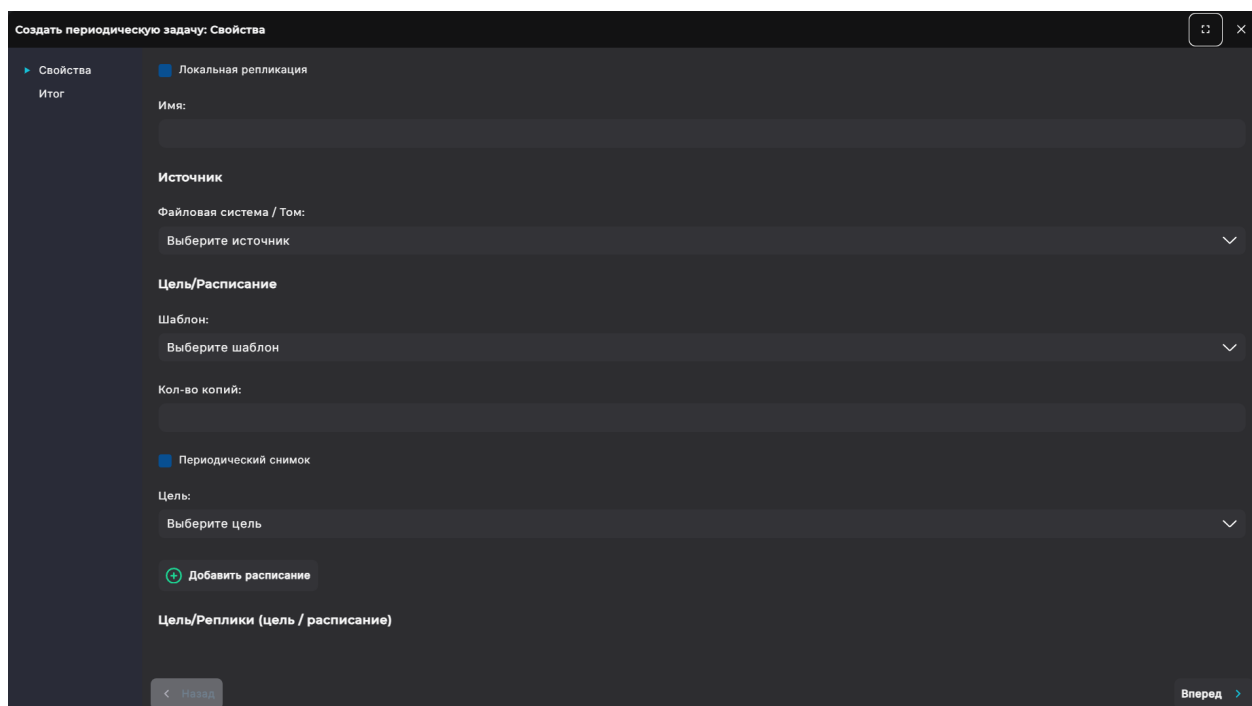 Создать периодическую задачу: Свойства
Свойства
Итог
Локальная репликация
Имя:
Источник
Файловая система / Том:
Выберите источник
Цель/Расписание
Шаблон:
Выберите шаблон
Кол-во копий:
Периодический снимок
Цель:
Выберите цель
Добавить расписание
Цель/Реплики (цель / расписание)
Назад
Вперед